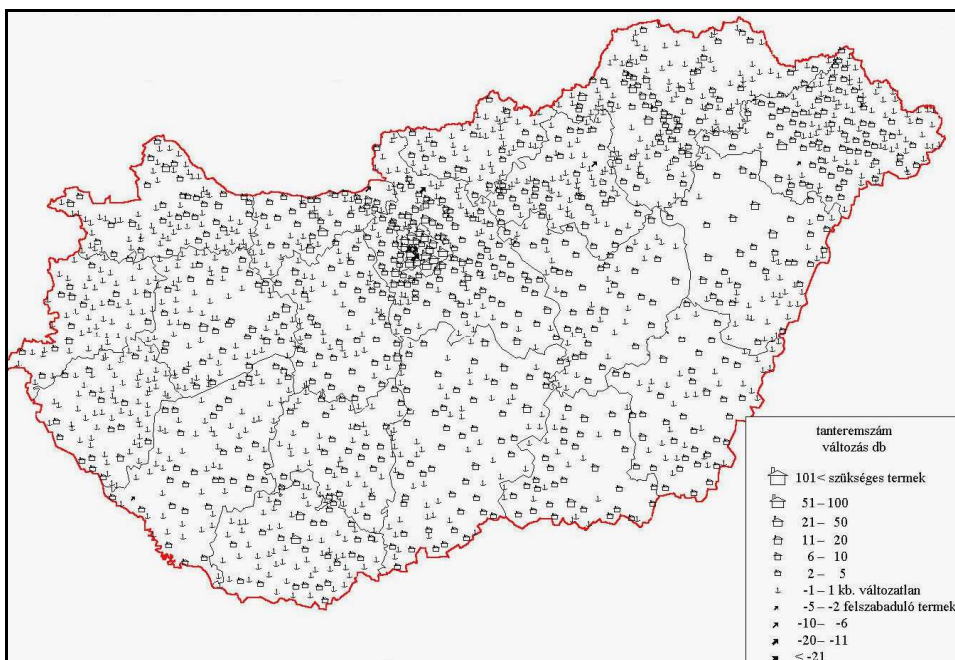 tanteremszám
változás db
101< szükséges termek
51 – 100
21 – 50
11 – 20
6 – 10
2 – 5
-1 – 1 kb. változatlan
-5 – -2 felszabaduló termek
-10 – -6
-20 – -11
< -21